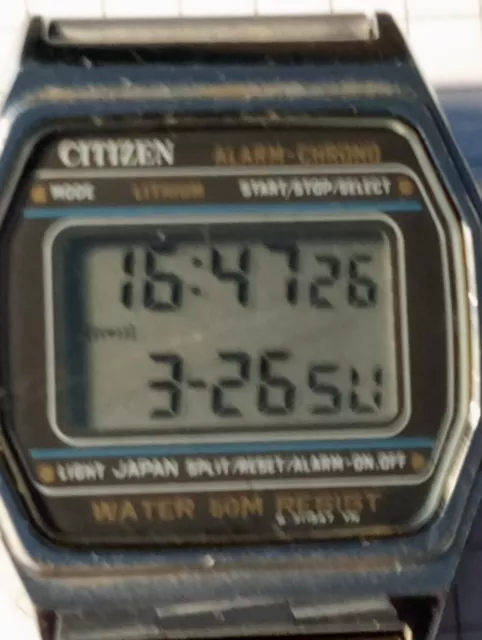 CITIZEN ALARM-CHRONO
MODE LITHIUM START/STOP/SELECT
16:47 26
3-26 SU
LIGHT JAPAN SPLIT/RESET/ALARM-ON.OFF
WATER 50M RESIST